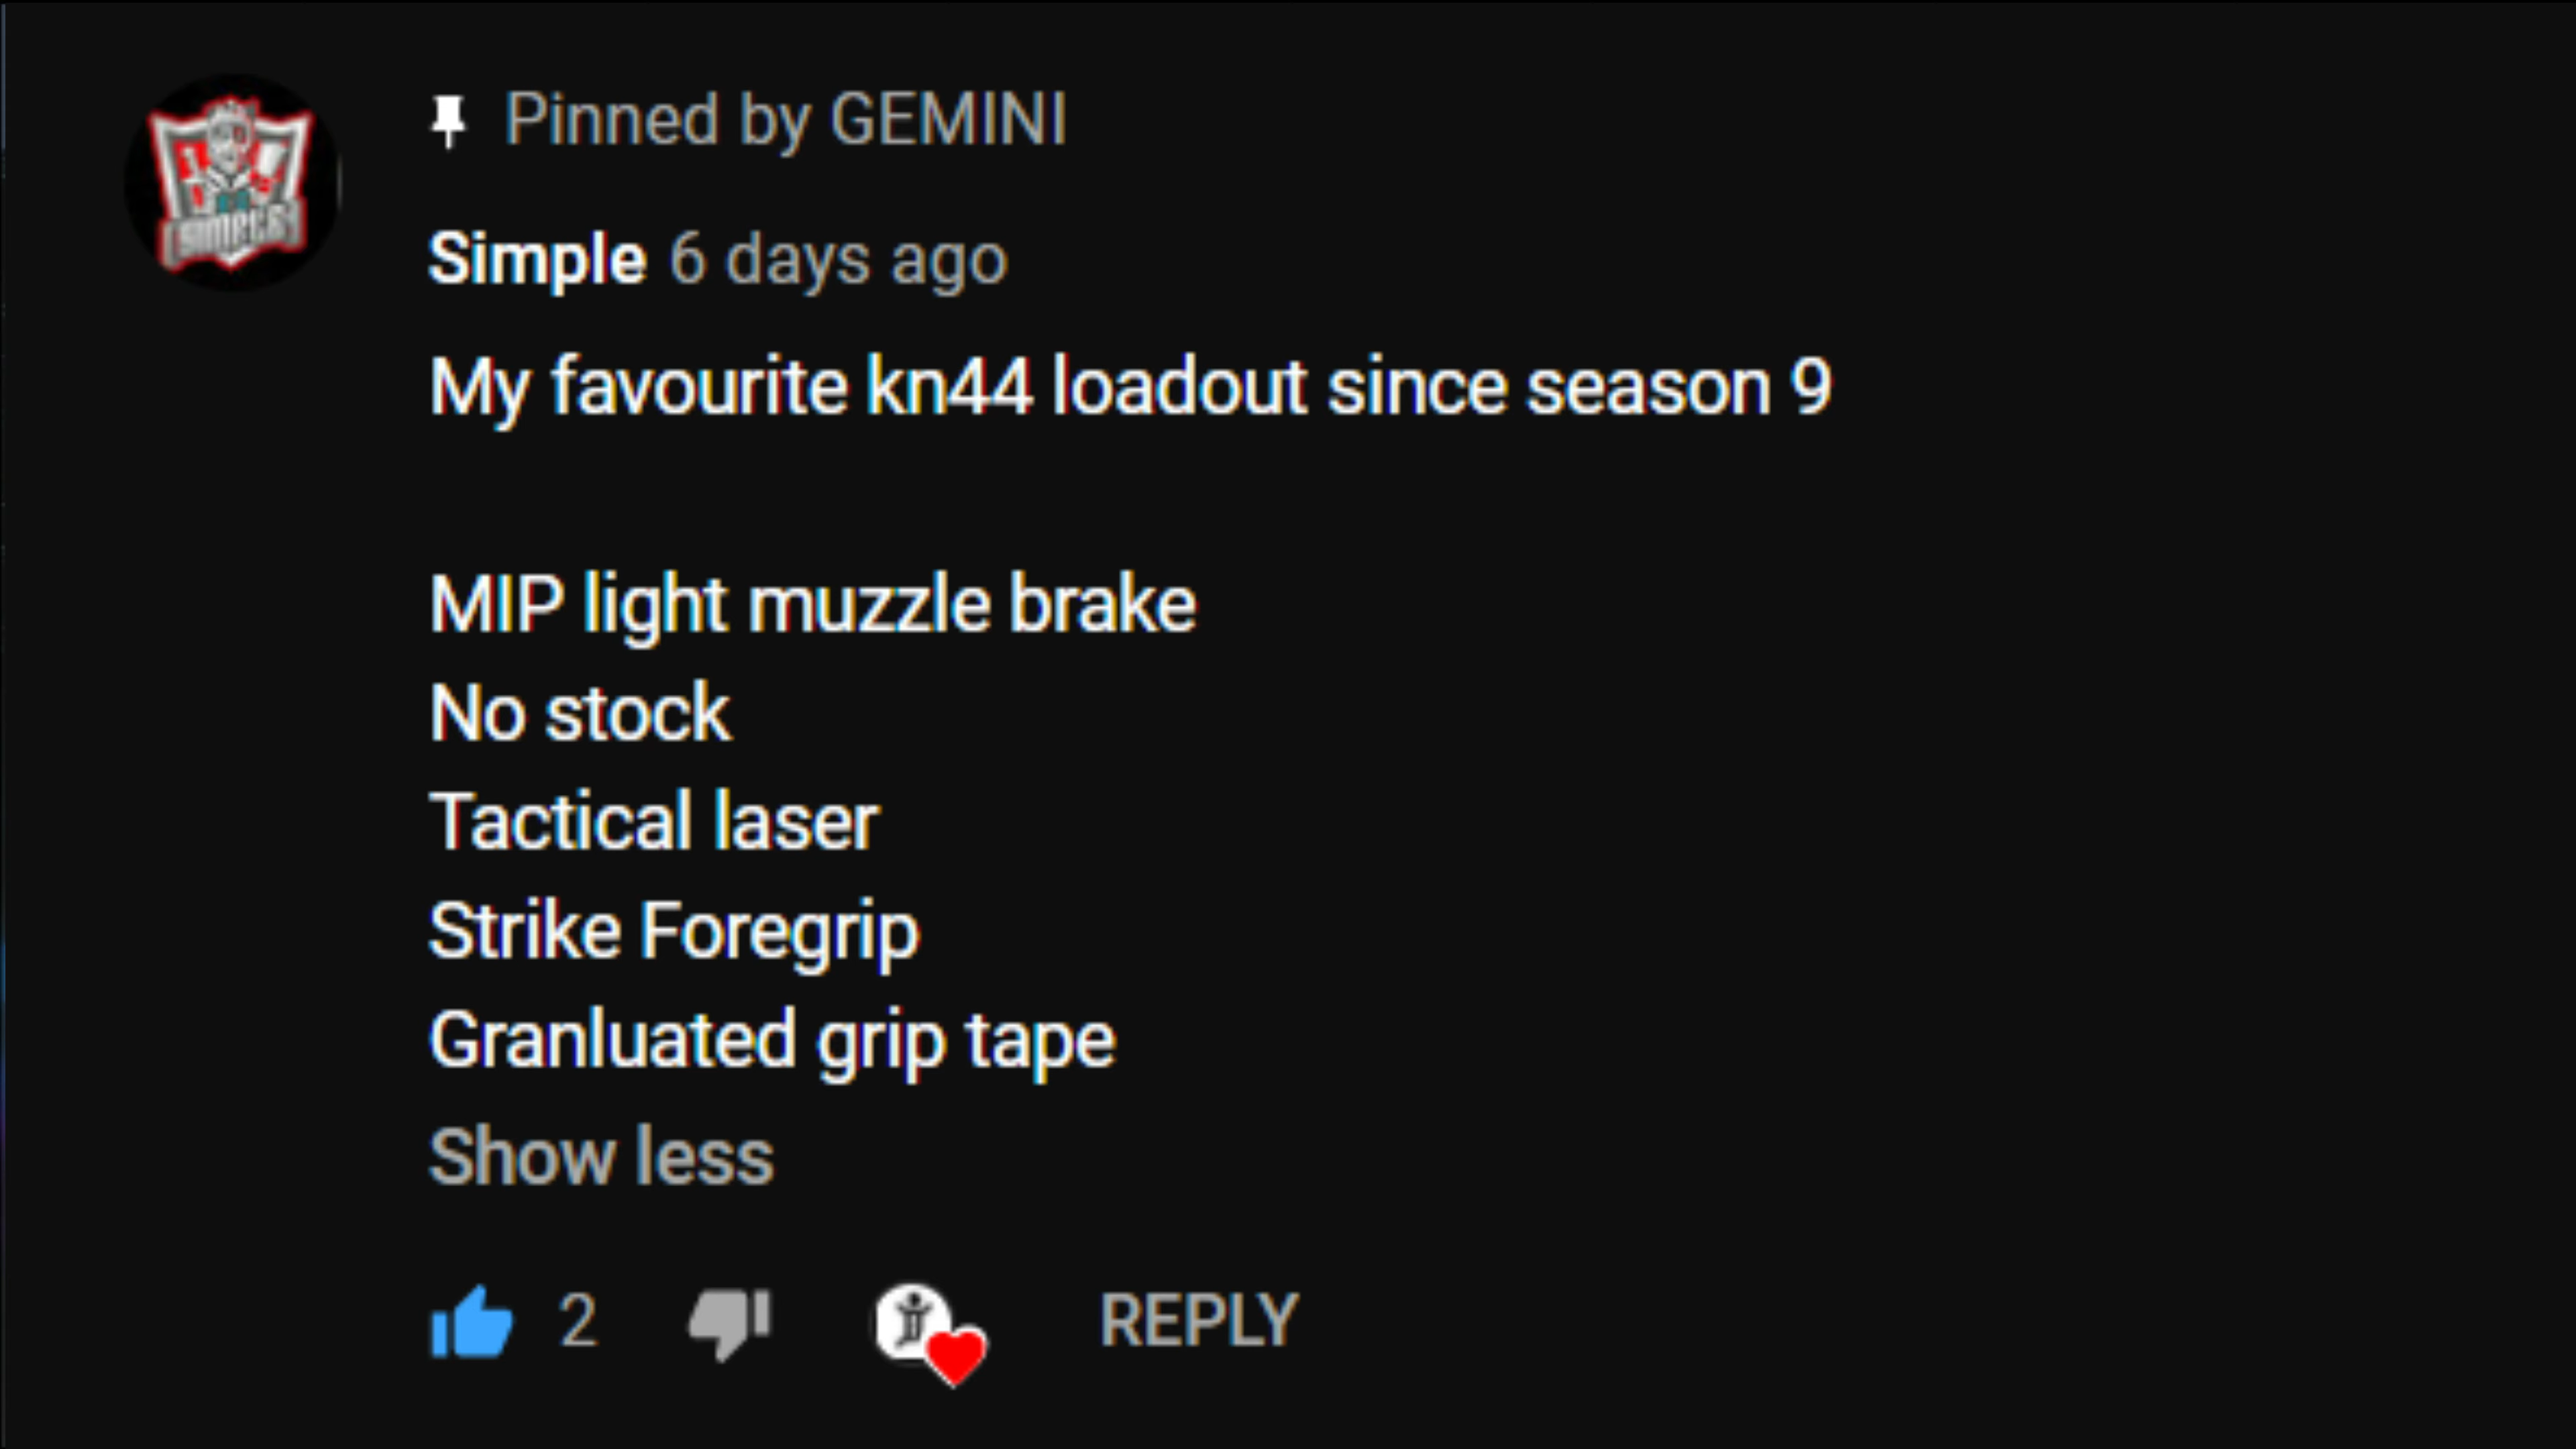 Pinned by GEMINI
Simple 6 days ago
My favourite kn44 loadout since season 9
MIP light muzzle brake
No stock
Tactical laser
Strike Foregrip
Granluated grip tape
Show less
2 REPLY